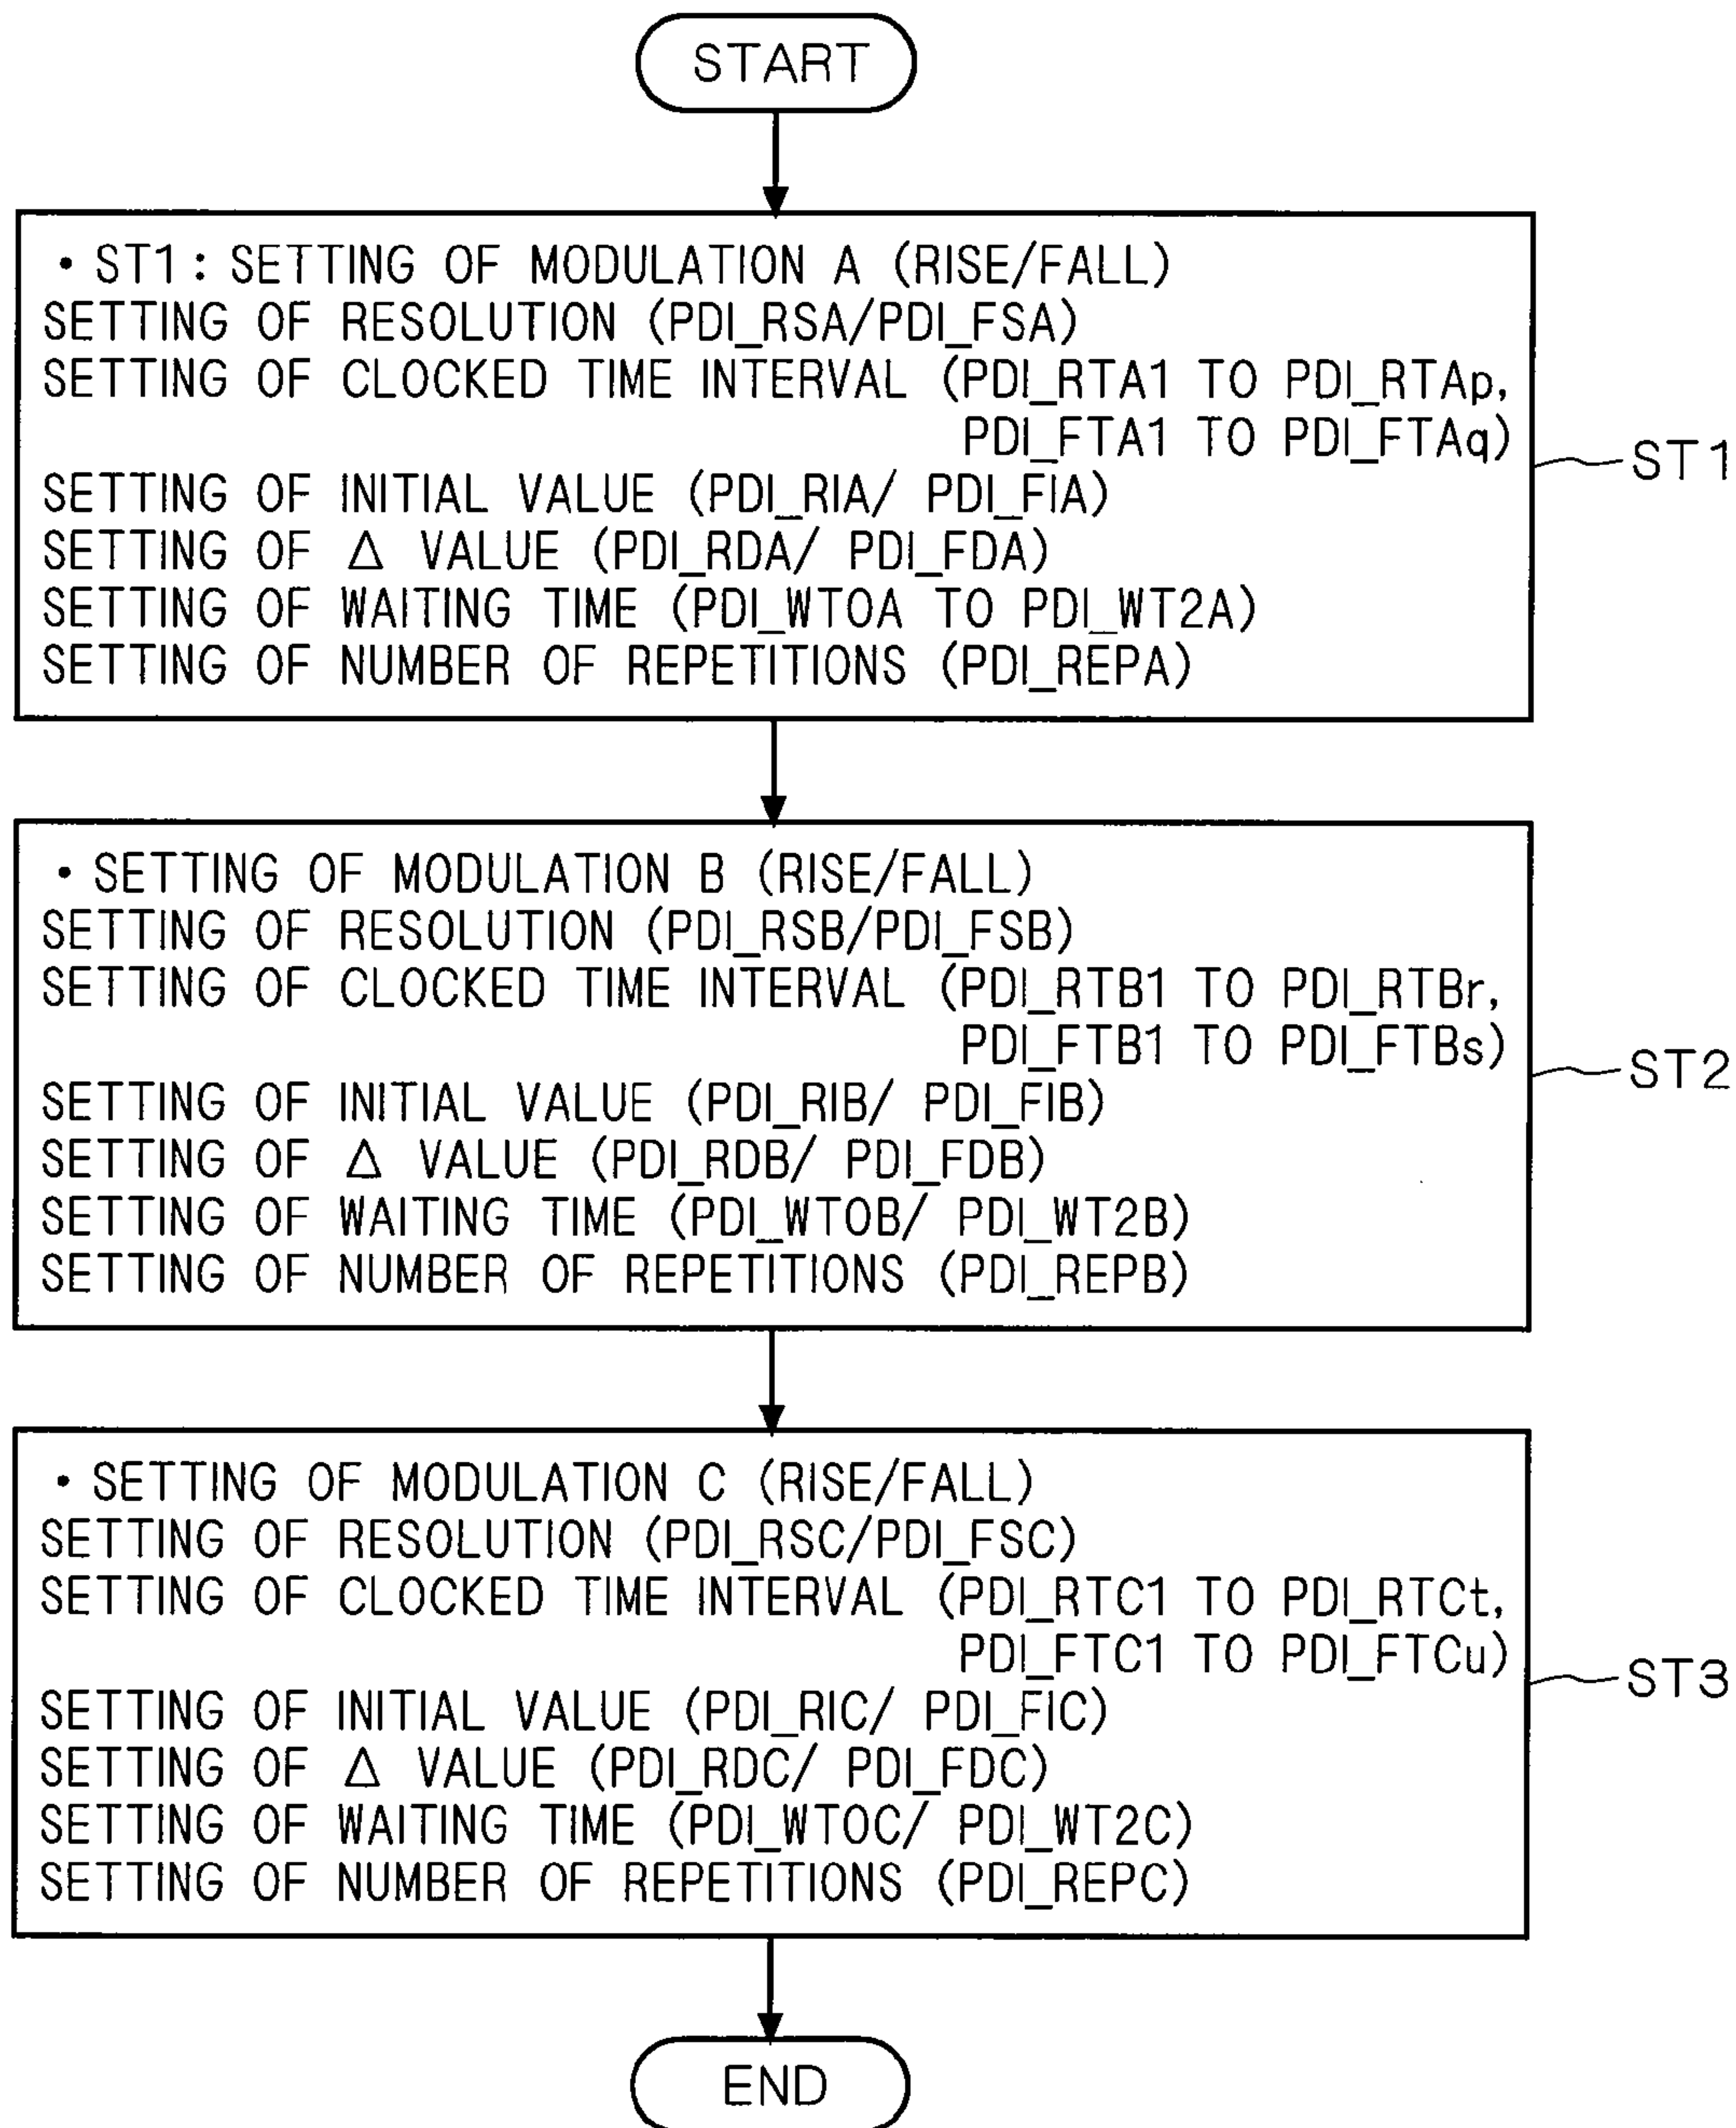 START
• ST1: SETTING OF MODULATION A (RISE/FALL)
SETTING OF RESOLUTION (PDI_RSA/PDI_FSA)
SETTING OF CLOCKED TIME INTERVAL (PDI_RTA1 TO PDI_RTAp,
PDI_FTA1 TO PDI_FTAq)
ST1
SETTING OF INITIAL VALUE (PDI_RIA/ PDI_FIA)
SETTING OF Δ VALUE (PDI_RDA/ PDI_FDA)
SETTING OF WAITING TIME (PDI_WT0A TO PDI_WT2A)
SETTING OF NUMBER OF REPETITIONS (PDI_REPA)
• SETTING OF MODULATION B (RISE/FALL)
SETTING OF RESOLUTION (PDI_RSB/PDI_FSB)
SETTING OF CLOCKED TIME INTERVAL (PDI_RTB1 TO PDI_RTBr,
PDI_FTB1 TO PDI_FTBs)
ST2
SETTING OF INITIAL VALUE (PDI_RIB/ PDI_FIB)
SETTING OF Δ VALUE (PDI_RDB/ PDI_FDB)
SETTING OF WAITING TIME (PDI_WT0B/ PDI_WT2B)
SETTING OF NUMBER OF REPETITIONS (PDI_REPB)
• SETTING OF MODULATION C (RISE/FALL)
SETTING OF RESOLUTION (PDI_RSC/PDI_FSC)
SETTING OF CLOCKED TIME INTERVAL (PDI_RTC1 TO PDI_RTCt,
PDI_FTC1 TO PDI_FTCu)
ST3
SETTING OF INITIAL VALUE (PDI_RIC/ PDI_FIC)
SETTING OF Δ VALUE (PDI_RDC/ PDI_FDC)
SETTING OF WAITING TIME (PDI_WT0C/ PDI_WT2C)
SETTING OF NUMBER OF REPETITIONS (PDI_REPC)
END